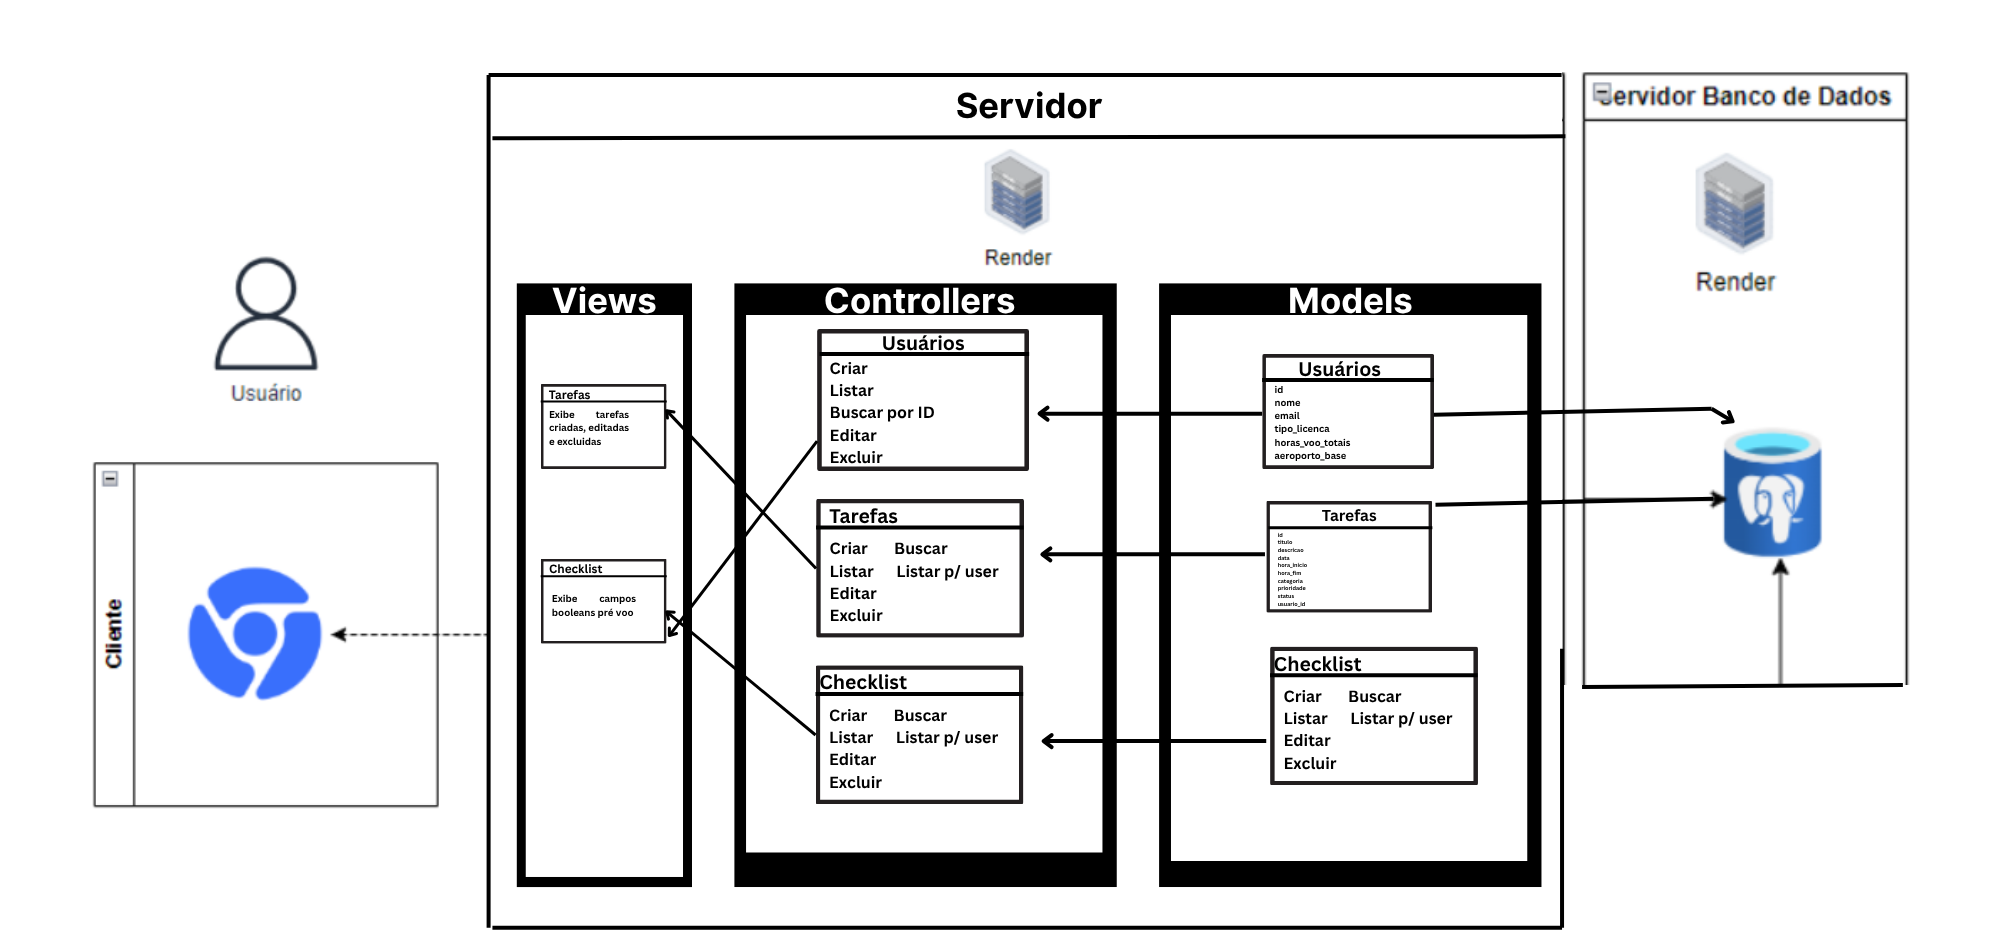 Servidor
Servidor Banco de Dados
Render
Render
Usuário
Cliente
Views
Tarefas
Exibe tarefas
criadas, editadas
e excluidas
Checklist
Exibe campos
booleans pré voo
Controllers
Usuários
Criar
Listar
Buscar por ID
Editar
Excluir
Tarefas
Criar Buscar
Listar Listar p/ user
Editar
Excluir
Checklist
Criar Buscar
Listar Listar p/ user
Editar
Excluir
Models
Usuários
id
nome
email
tipo_licenca
horas_voo_totais
aeroporto_base
Tarefas
id
titulo
descricao
data
hora_inicio
hora_fim
categoria
prioridade
status
usuario_id
Checklist
Criar Buscar
Listar Listar p/ user
Editar
Excluir